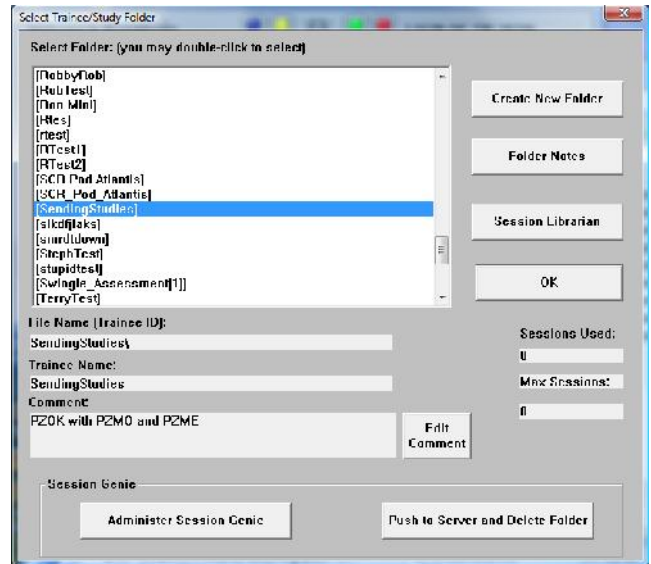 Select Trainee/Study Folder
Select Folder: (you may double-click to select)
[RobbyRob]
[RobTest]
[Ron Mini]
[Rtes]
[rtest]
[RTest1]
[RTest2]
[SCR Pod Atlantis]
[SCR_Pod_Atlantis]
[SendingStudies]
[slkdfjlaks]
[smrdtdown]
[StephTest]
[stupidtest]
[Swingle_Assessment[1]]
[TerryTest]
Create New Folder
Folder Notes
Session Librarian
OK
File Name [Trainee ID]:
SendingStudies\
Trainee Name:
SendingStudies
Comment:
PZOK with PZMO and PZME
Edit
Comment
Sessions Used:
0
Max Sessions:
0
Session Genie
Administer Session Genie
Push to Server and Delete Folder